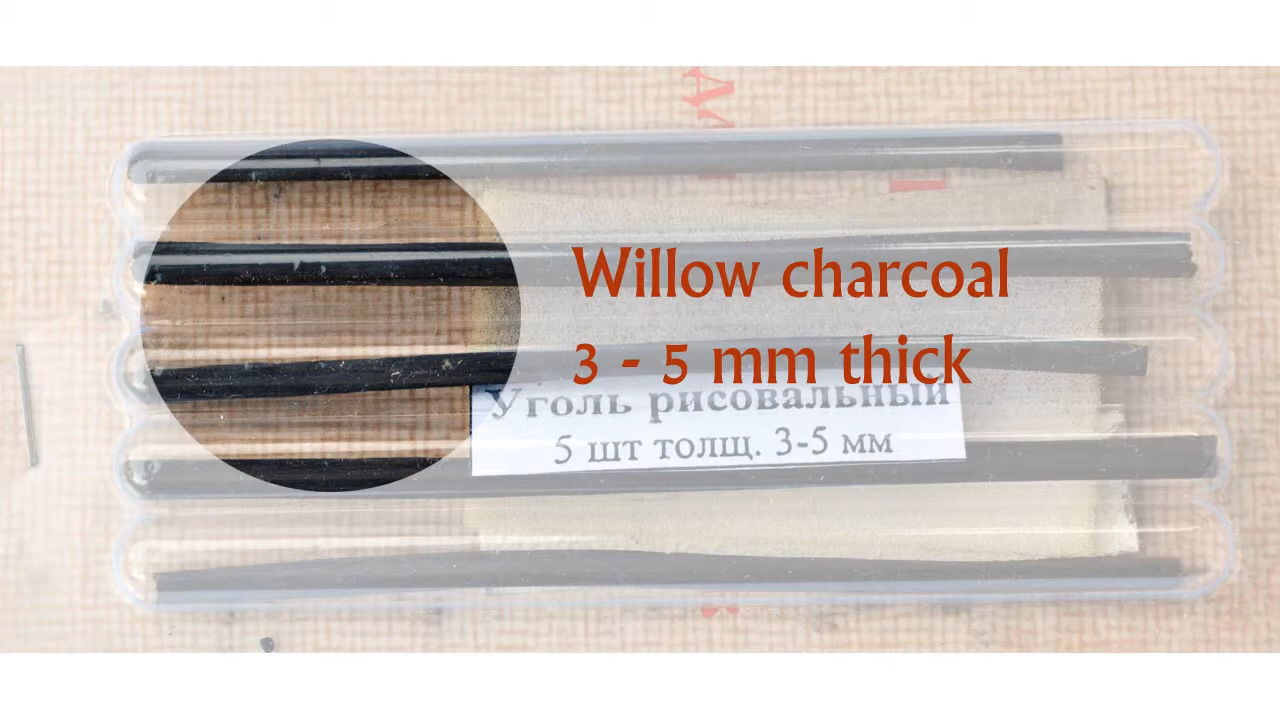 Willow charcoal
3 - 5 mm thick
Уголь рисовальный
5 шт толщ. 3-5 мм